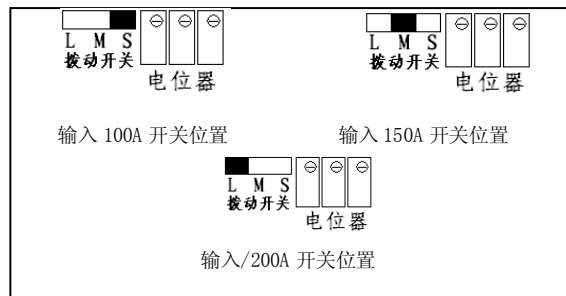 L M S
拨动开关
电位器
输入 100A 开关位置
L M S
拨动开关
电位器
输入 150A 开关位置
L M S
拨动开关
电位器
输入/200A 开关位置